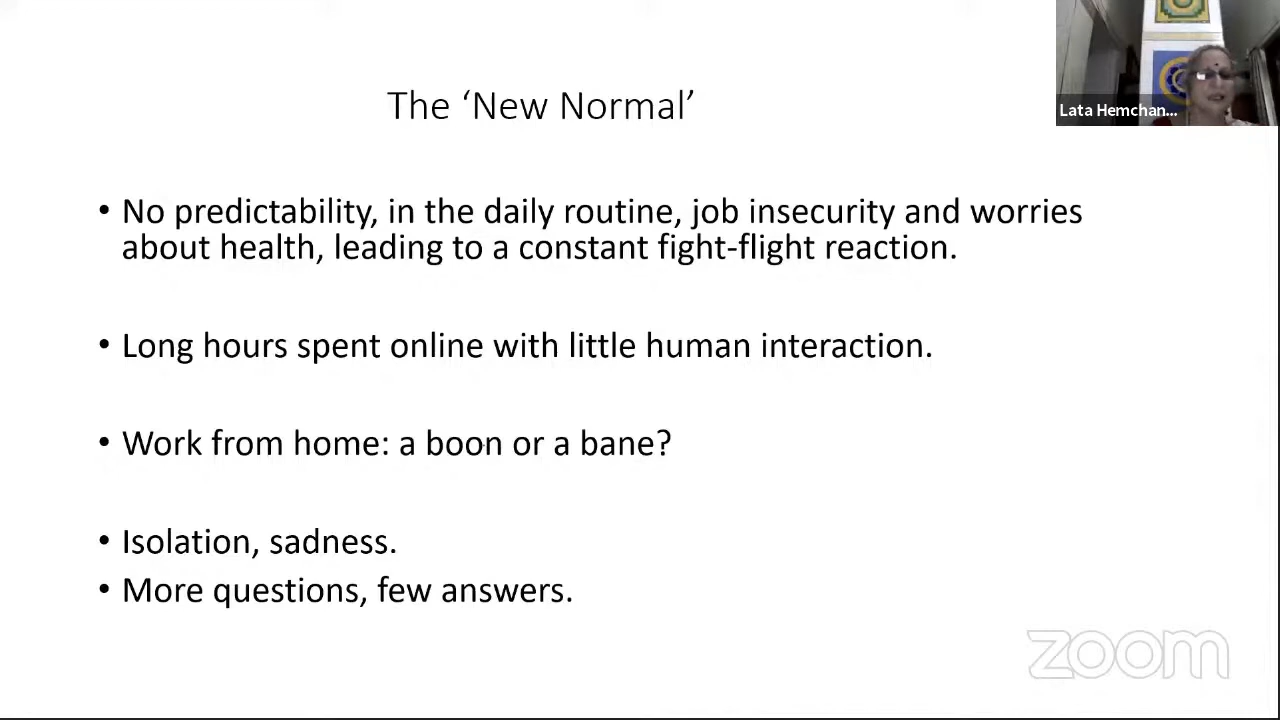 The ‘New Normal’
Lata Hemchan...
• No predictability, in the daily routine, job insecurity and worries
about health, leading to a constant fight-flight reaction.
• Long hours spent online with little human interaction.
• Work from home: a boon or a bane?
• Isolation, sadness.
• More questions, few answers.
zoom